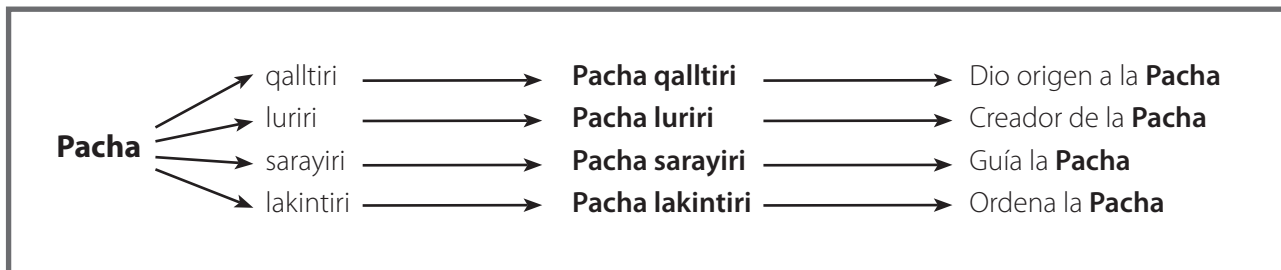 Pacha
qalltiri Pacha qalltiri Dio origen a la Pacha
luriri Pacha luriri Creador de la Pacha
sarayiri Pacha sarayiri Guía la Pacha
lakintiri Pacha lakintiri Ordena la Pacha